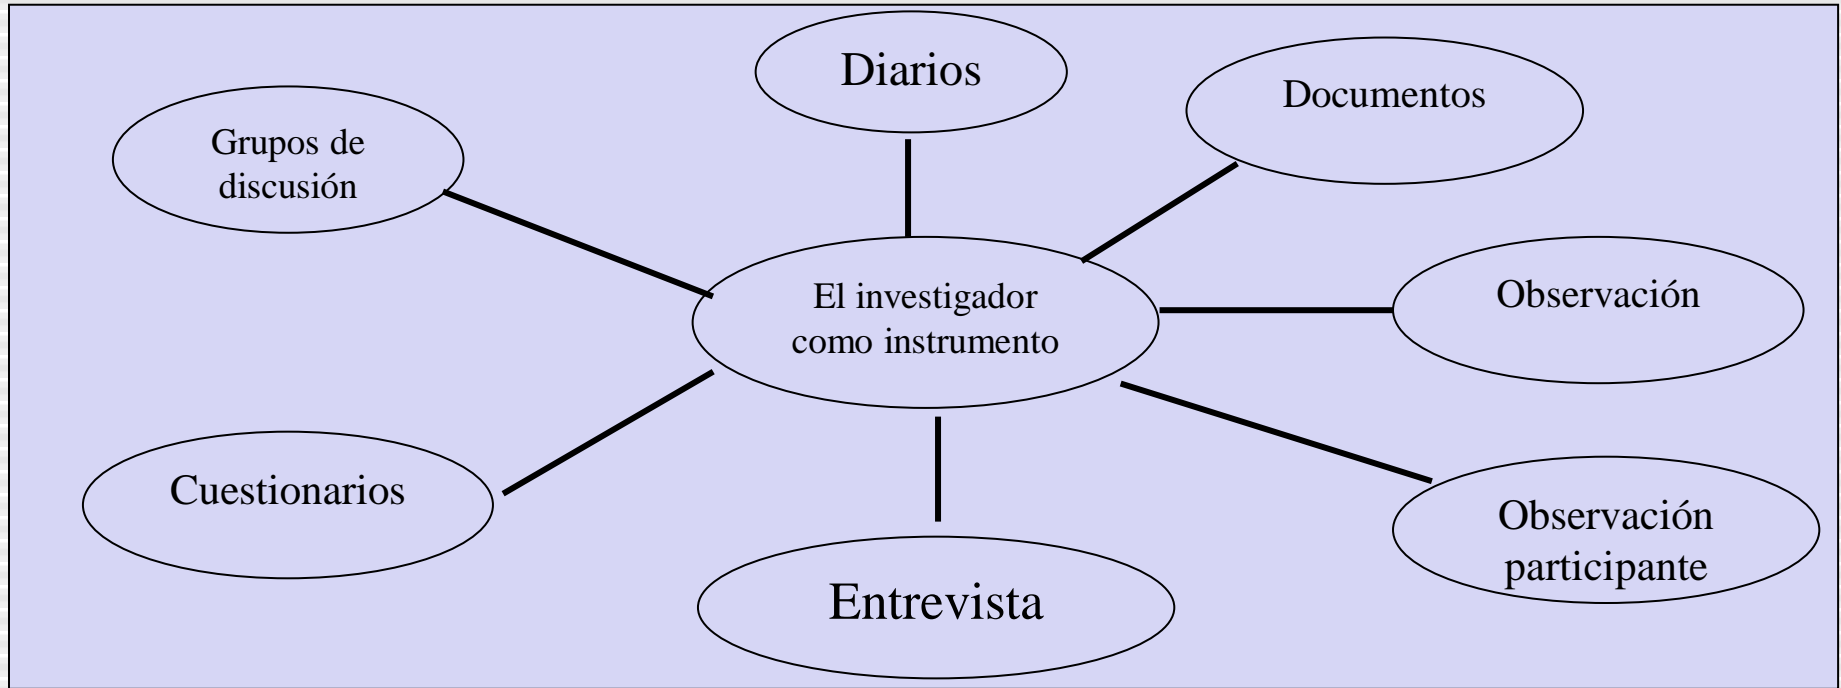 Diarios
Documentos
Grupos de
discusión
El investigador
como instrumento
Observación
Cuestionarios
Observación
participante
Entrevista